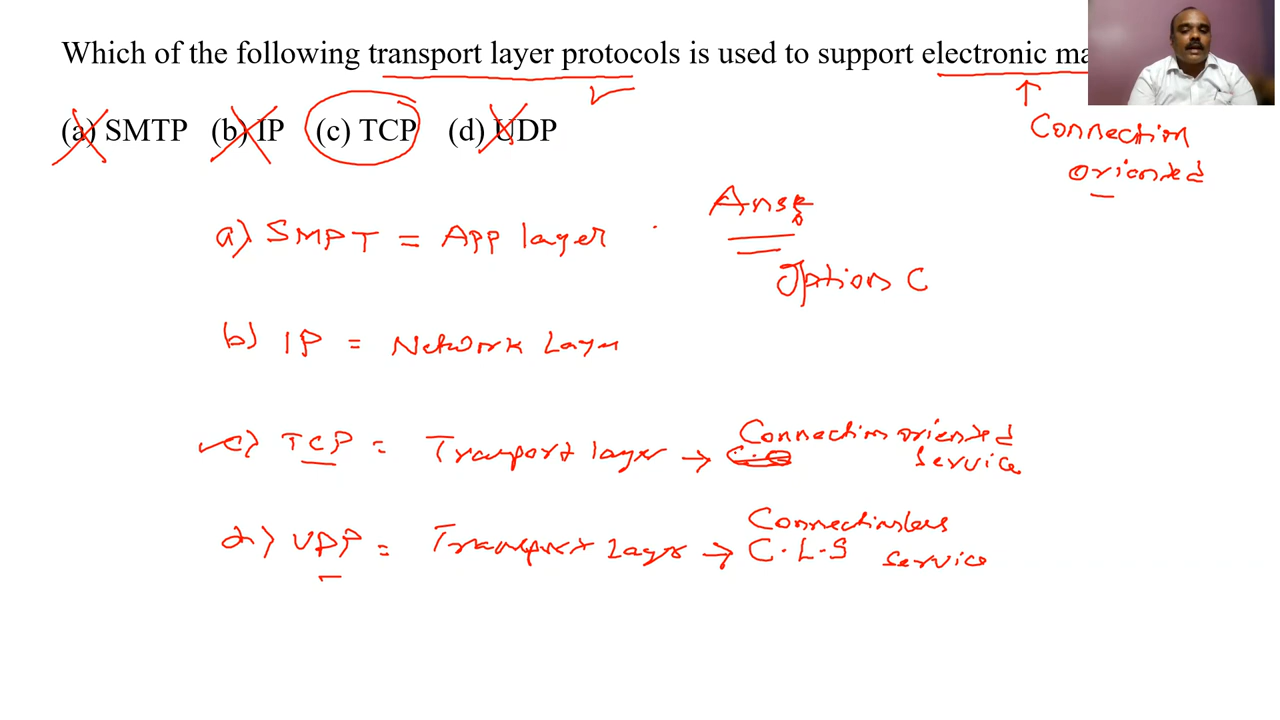 Which of the following transport layer protocols is used to support electronic ma
(a) SMTP (b) IP (c) TCP (d) UDP
Connection
oriented
a) SMPT = App layer
Ans
Option C
b) IP = Network Layer
c) TCP = Transport layer → Connection oriented
service
d) UDP = Transport Layer → Connectionless
C.L.S service